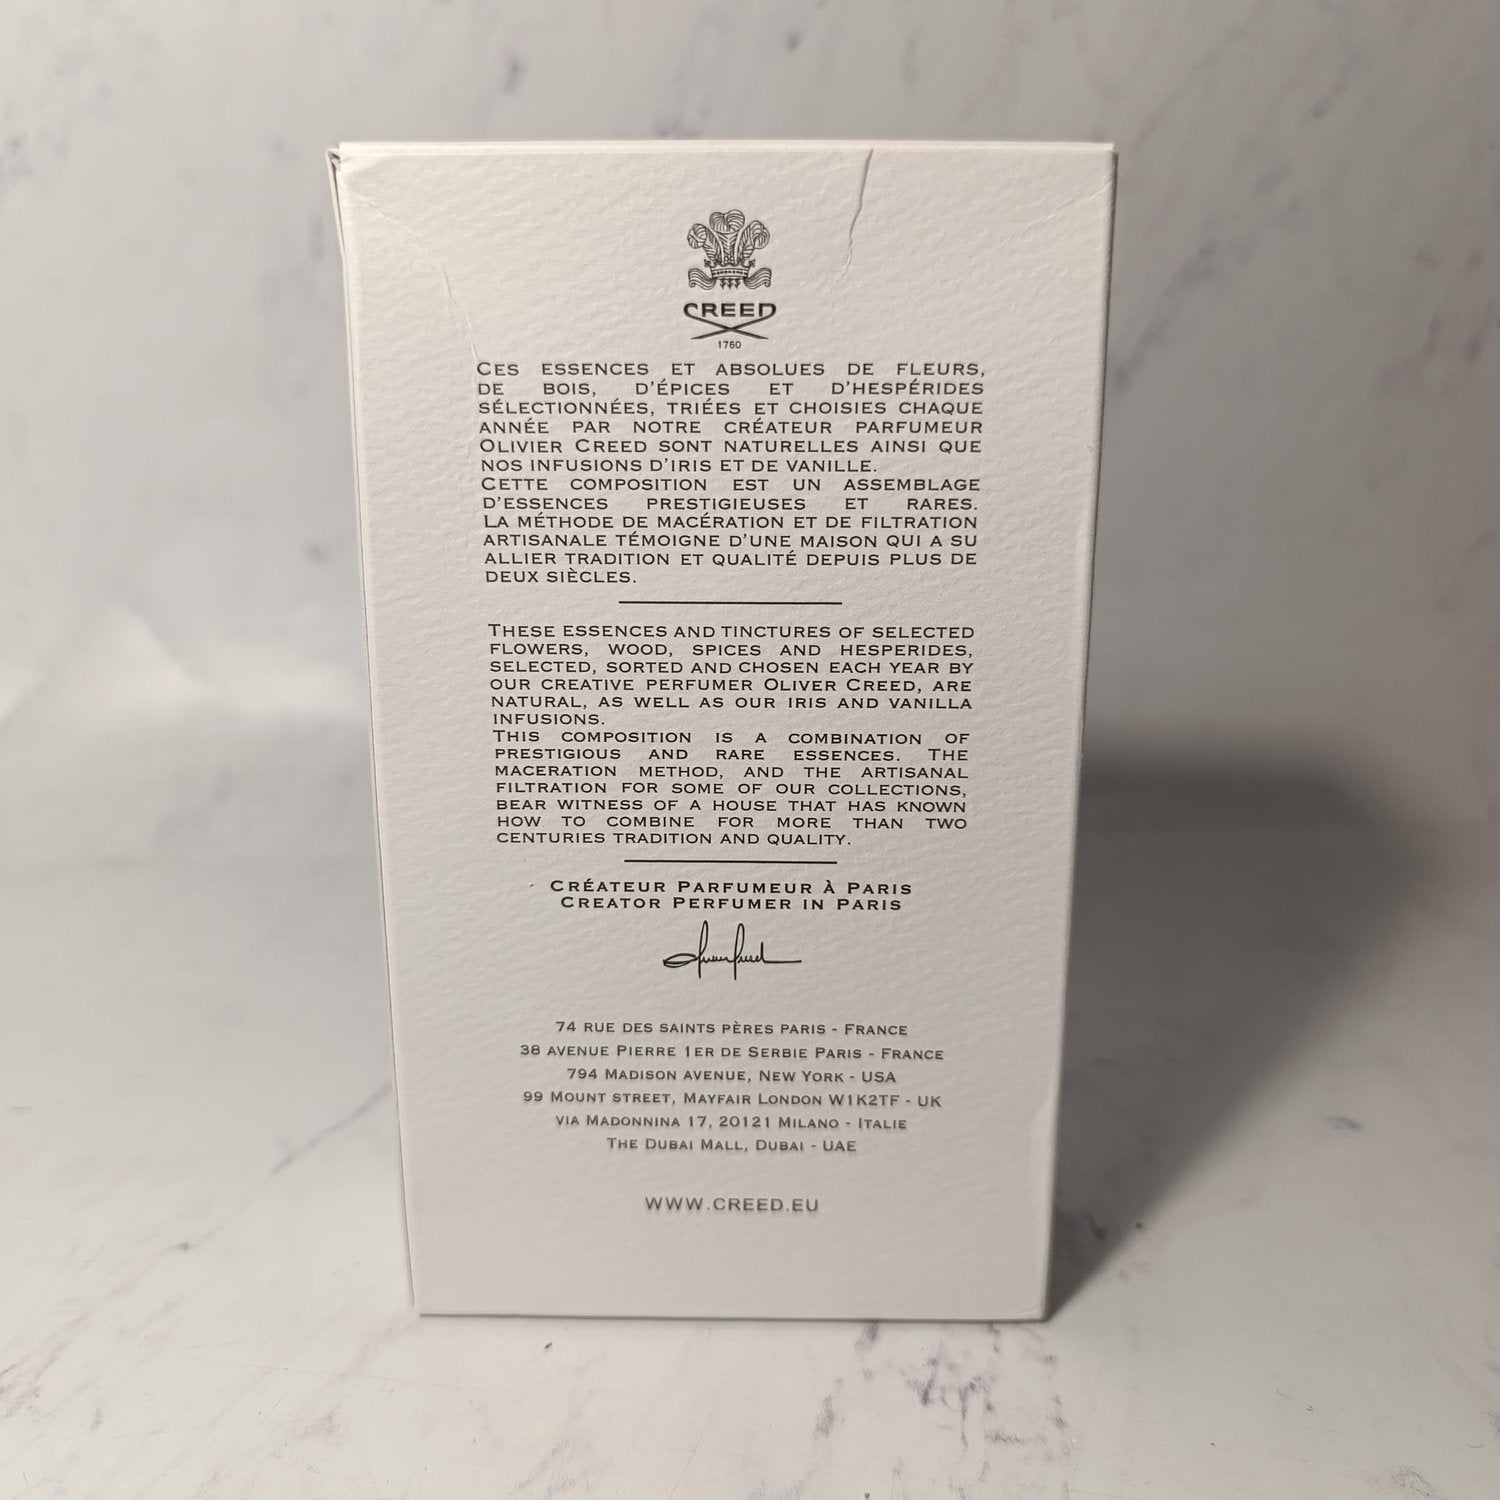 CREED
1760
CES ESSENCES ET ABSOLUES DE FLEURS,
DE BOIS, D'ÉPICES ET D'HESPÉRIDES
SÉLECTIONNÉES, TRIÉES ET CHOISIES CHAQUE
ANNÉE PAR NOTRE CRÉATEUR PARFUMEUR
OLIVIER CREED SONT NATURELLES AINSI QUE
NOS INFUSIONS D'IRIS ET DE VANILLE.
CETTE COMPOSITION EST UN ASSEMBLAGE
D'ESSENCES PRESTIGIEUSES ET RARES.
LA MÉTHODE DE MACÉRATION ET DE FILTRATION
ARTISANALE TÉMOIGNE D'UNE MAISON QUI A SU
ALLIER TRADITION ET QUALITÉ DEPUIS PLUS DE
DEUX SIÈCLES.
THESE ESSENCES AND TINCTURES OF SELECTED
FLOWERS, WOOD, SPICES AND HESPERIDES,
SELECTED, SORTED AND CHOSEN EACH YEAR BY
OUR CREATIVE PERFUMER OLIVER CREED, ARE
NATURAL, AS WELL AS OUR IRIS AND VANILLA
INFUSIONS.
THIS COMPOSITION IS A COMBINATION OF
PRESTIGIOUS AND RARE ESSENCES. THE
MACERATION METHOD, AND THE ARTISANAL
FILTRATION FOR SOME OF OUR COLLECTIONS,
BEAR WITNESS OF A HOUSE THAT HAS KNOWN
HOW TO COMBINE FOR MORE THAN TWO
CENTURIES TRADITION AND QUALITY.
CRÉATEUR PARFUMEUR À PARIS
CREATOR PERFUMER IN PARIS
74 RUE DES SAINTS PÈRES PARIS - FRANCE
38 AVENUE PIERRE 1ER DE SERBIE PARIS - FRANCE
794 MADISON AVENUE, NEW YORK - USA
99 MOUNT STREET, MAYFAIR LONDON W1K2TF - UK
VIA MADONNINA 17, 20121 MILANO - ITALIE
THE DUBAI MALL, DUBAI - UAE
WWW.CREED.EU